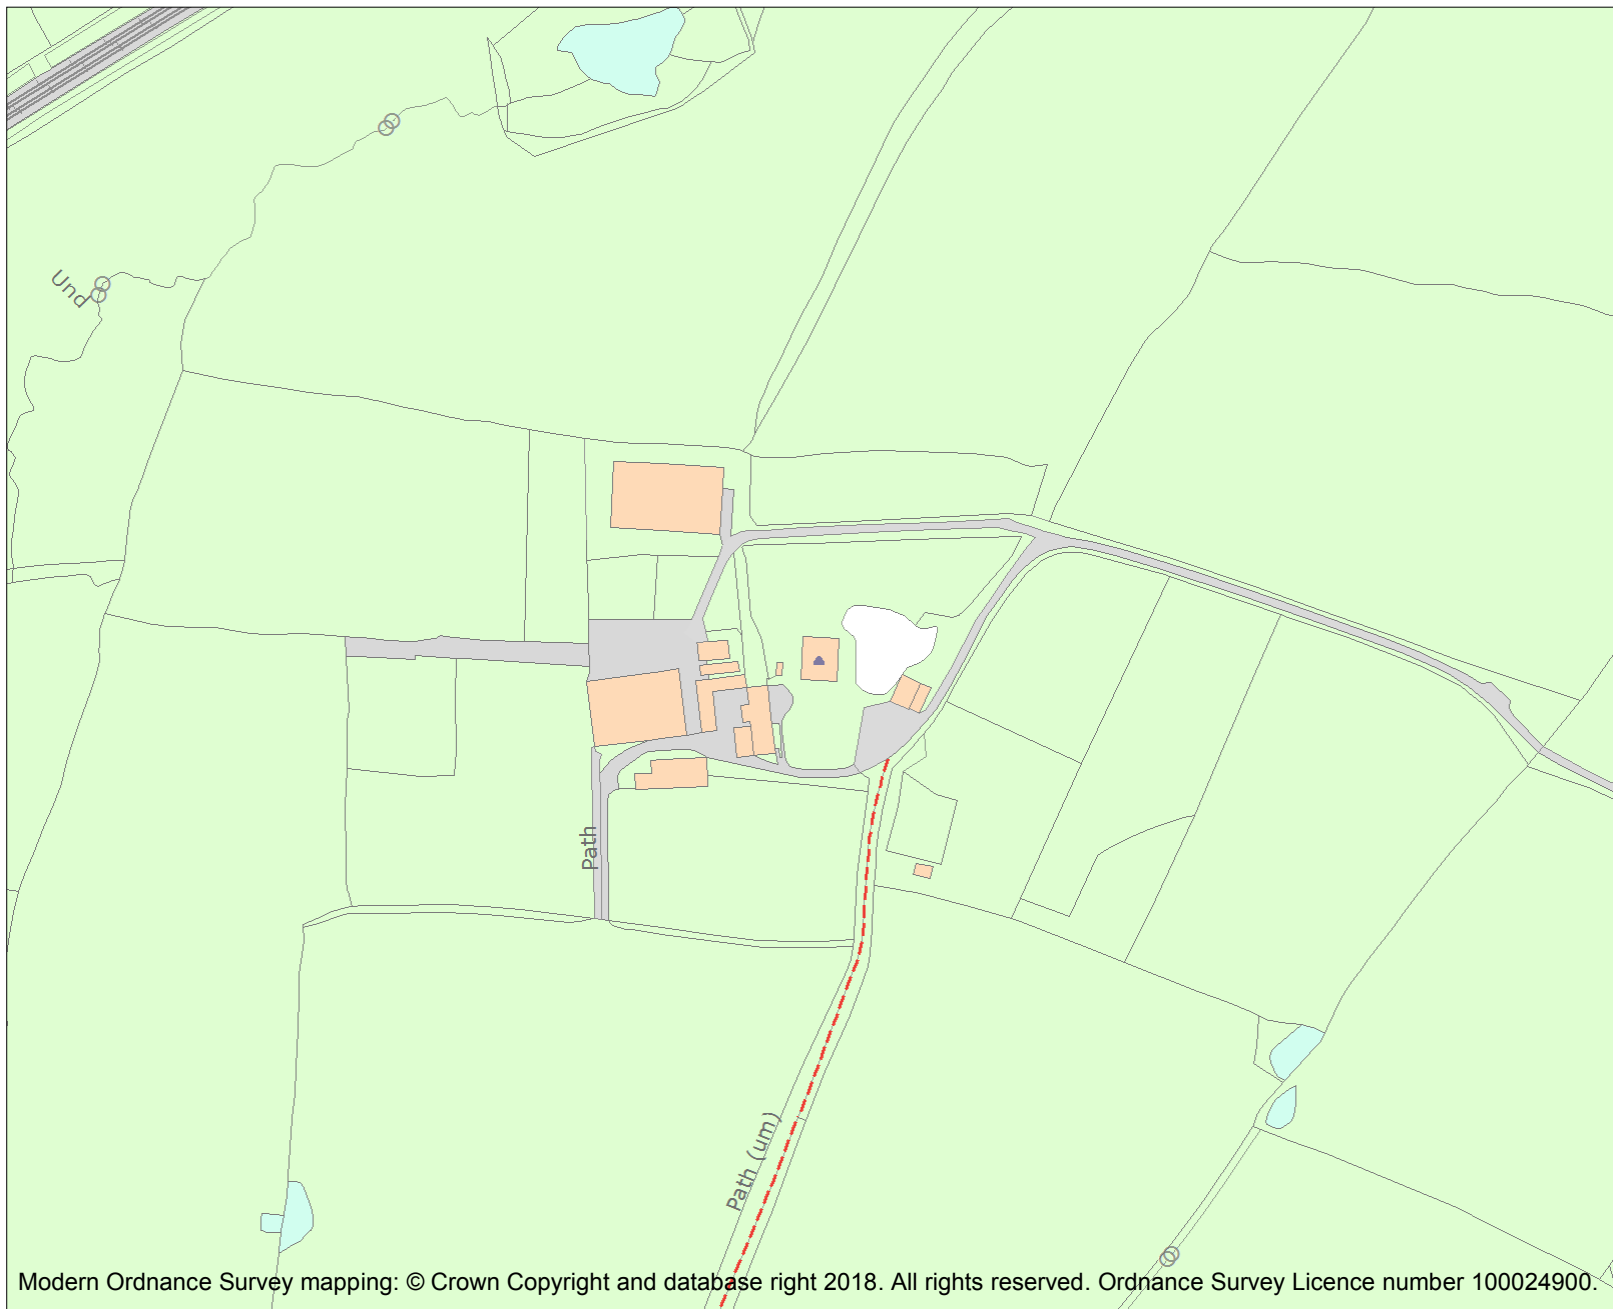 Und
Path
Path (um)
Modern Ordnance Survey mapping: © Crown Copyright and database right 2018. All rights reserved. Ordnance Survey Licence number 100024900.